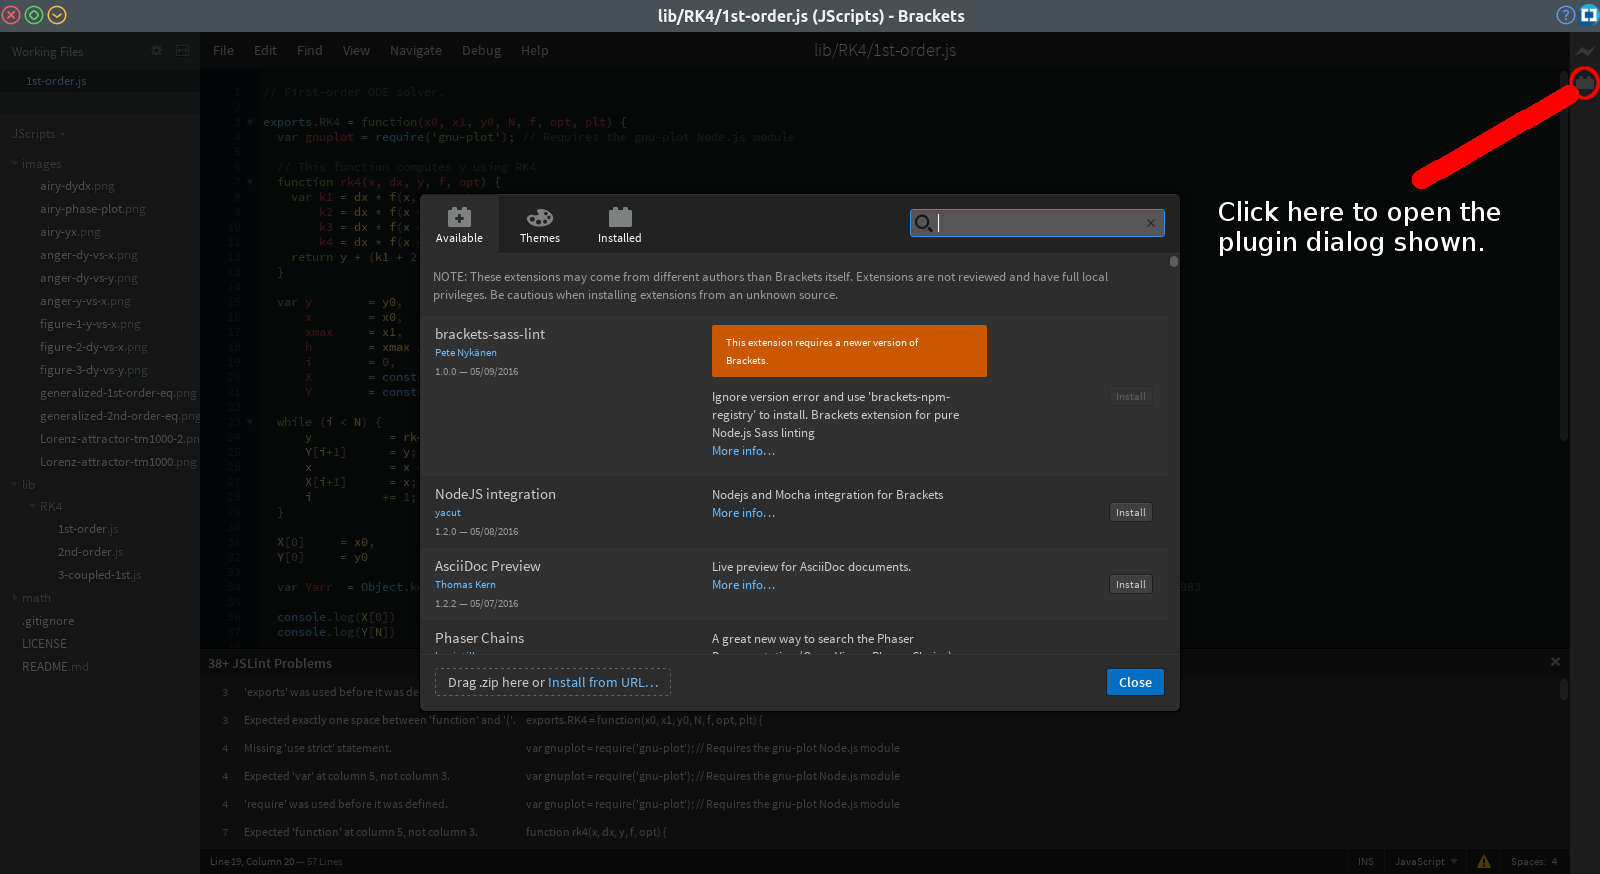 lib/RK4/1st-order.js (JScripts) - Brackets
Working Files
File Edit Find View Navigate Debug Help
lib/RK4/1st-order.js
1st-order.js
JScripts
images
airy-dydx.png
airy-phase-plot.png
airy-yx.png
anger-dy-vs-x.png
anger-dy-vs-y.png
anger-y-vs-x.png
figure-1-y-vs-x.png
figure-2-dy-vs-x.png
figure-3-dy-vs-y.png
generalized-1st-order-eq.png
generalized-2nd-order-eq.png
Lorenz-attractor-tm1000-2.pn
Lorenz-attractor-tm1000.png
lib
RK4
1st-order.js
2nd-order.js
3-coupled-1st.js
math
.gitignore
LICENSE
README.md
1 // First-order ODE solver.
2
3 exports.RK4 = function(x0, x1, y0, N, f, opt, plt) {
4 var gnuplot = require('gnu-plot'); // Requires the gnu-plot Node.js module
5
6 // This function computes y using RK4
7 function rk4(x, dx, y, f, opt) {
8 var k1 = dx * f(x,
9 k2 = dx * f(x
10 k3 = dx * f(x
11 k4 = dx * f(x
12 return y + (k1 + 2
13 }
14
15 var y = y0,
16 x = x0,
17 xmax = x1,
18 h = xmax
19 i = 0,
20 X = const
21 Y = const
22
23 while (i < N) {
24 y = rk4
25 Y[i+1] = y;
26 x = x
27 X[i+1] = x;
28 i += 1;
29 }
30
31 X[0] = x0,
32 Y[0] = y0
34 var Yarr = Object.k
983
35
36 console.log(X[0])
37 console.log(Y[N])
Available
Themes
Installed
NOTE: These extensions may come from different authors than Brackets itself. Extensions are not reviewed and have full local
privileges. Be cautious when installing extensions from an unknown source.
brackets-sass-lint
Pete Nykänen
1.0.0 — 05/09/2016
This extension requires a newer version of
Brackets.
Ignore version error and use 'brackets-npm-
registry' to install. Brackets extension for pure
Node.js Sass linting
More info…
Install
NodeJS integration
yacut
1.2.0 — 05/08/2016
Nodejs and Mocha integration for Brackets
More info…
Install
AsciiDoc Preview
Thomas Kern
1.2.2 — 05/07/2016
Live preview for AsciiDoc documents.
More info…
Install
Phaser Chains
A great new way to search the Phaser
Drag .zip here or Install from URL…
Close
Click here to open the
plugin dialog shown.
38+ JSLint Problems
3 'exports' was used before it was de
3 Expected exactly one space between 'function' and '('. exports.RK4 = function(x0, x1, y0, N, f, opt, plt) {
4 Missing 'use strict' statement. var gnuplot = require('gnu-plot'); // Requires the gnu-plot Node.js module
4 Expected 'var' at column 5, not column 3. var gnuplot = require('gnu-plot'); // Requires the gnu-plot Node.js module
4 'require' was used before it was defined. var gnuplot = require('gnu-plot'); // Requires the gnu-plot Node.js module
7 Expected 'function' at column 5, not column 3. function rk4(x, dx, y, f, opt) {
Line 19, Column 20 — 57 Lines
INS JavaScript Spaces: 4